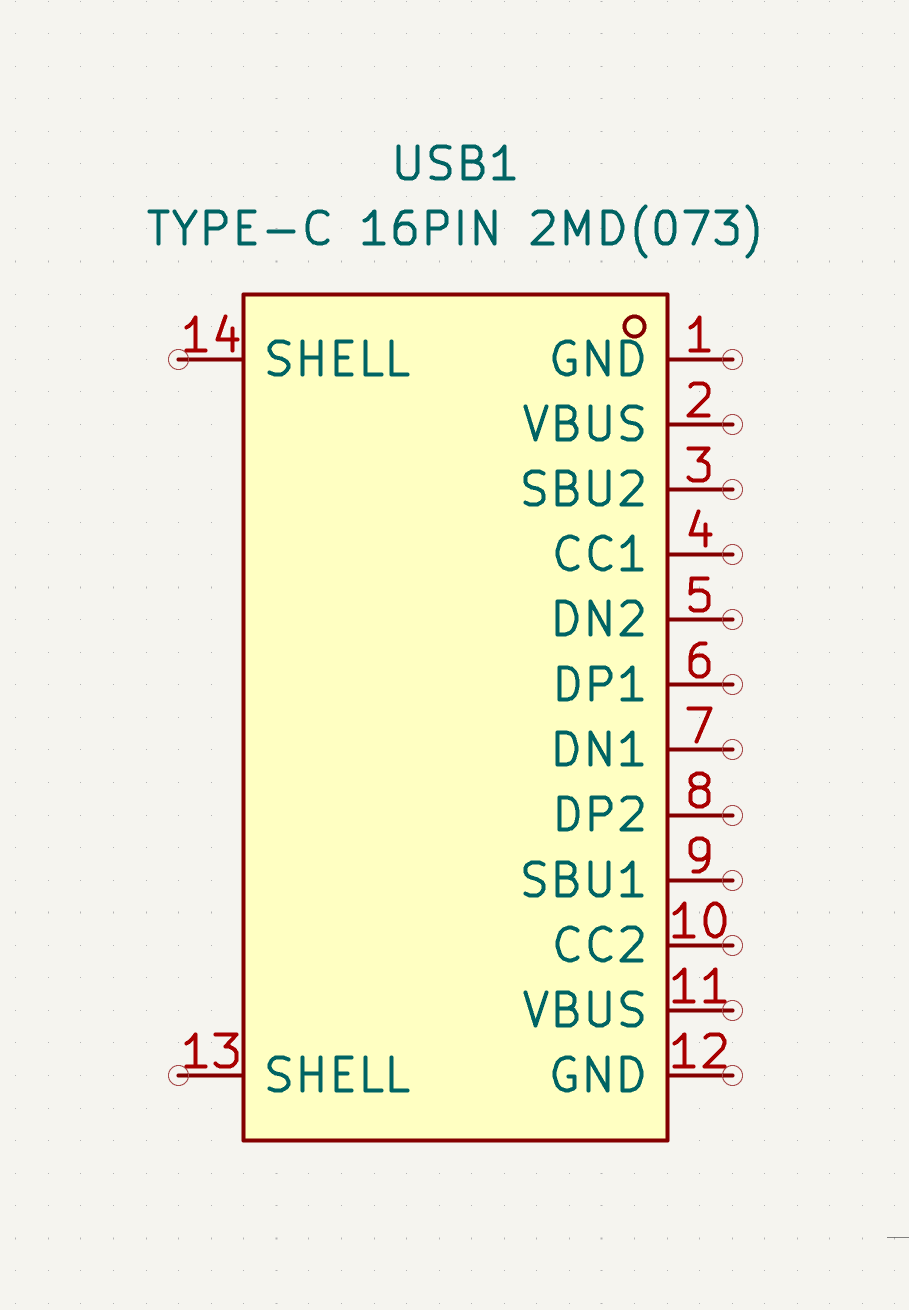 USB1
TYPE-C 16PIN 2MD(073)
14 SHELL GND 1
VBUS 2
SBU2 3
CC1 4
DN2 5
DP1 6
DN1 7
DP2 8
SBU1 9
CC2 10
VBUS 11
13 SHELL GND 12